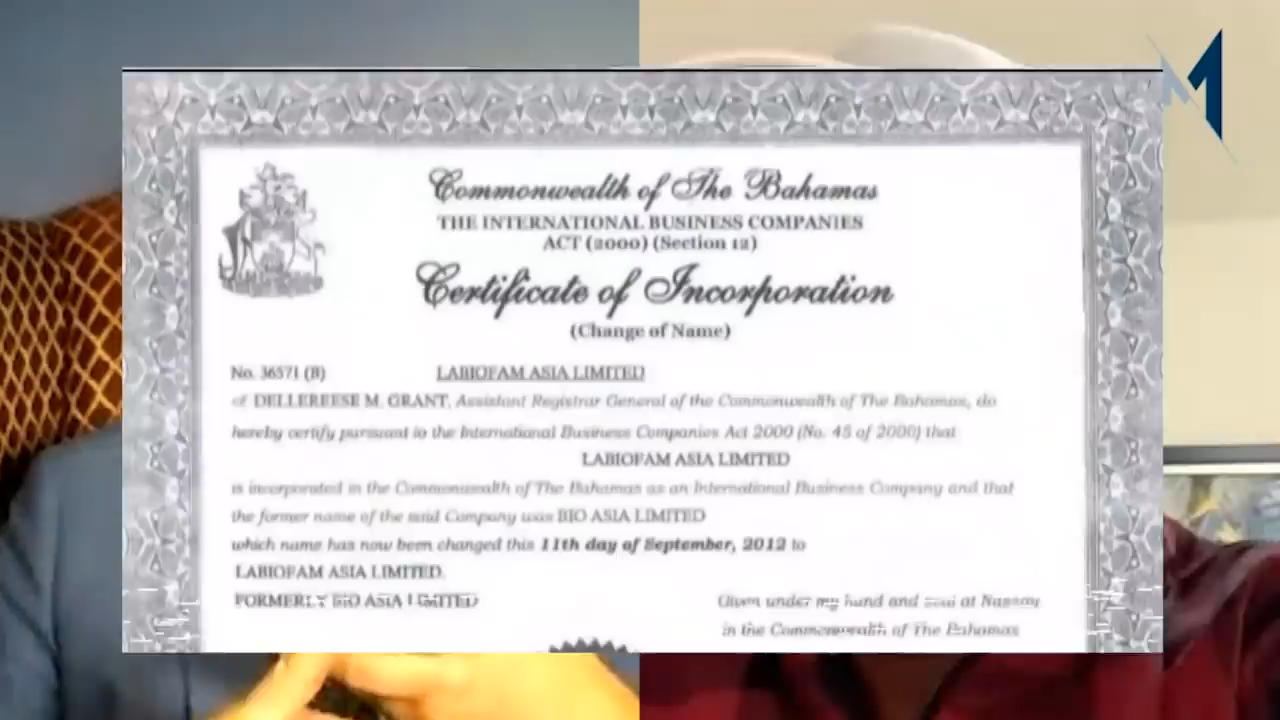 Commonwealth of The Bahamas
THE INTERNATIONAL BUSINESS COMPANIES
ACT (2000) (Section 12)
Certificate of Incorporation
(Change of Name)
No. 36571 (B) LABIOFAM ASIA LIMITED
DELLEREESE M. GRANT, Assistant Registrar General of the Commonwealth of The Bahamas, do
hereby certify pursuant to the International Business Companies Act 2000 (No. 45 of 2000) that
LABIOFAM ASIA LIMITED
is incorporated in the Commonwealth of The Bahamas as an International Business Company and that
the former name of the said Company was BIO ASIA LIMITED
which name has now been changed this 11th day of September, 2012 to
LABIOFAM ASIA LIMITED.
FORMERLY BIO ASIA LIMITED
Given under my hand and seal at Nassau
in the Commonwealth of The Bahamas